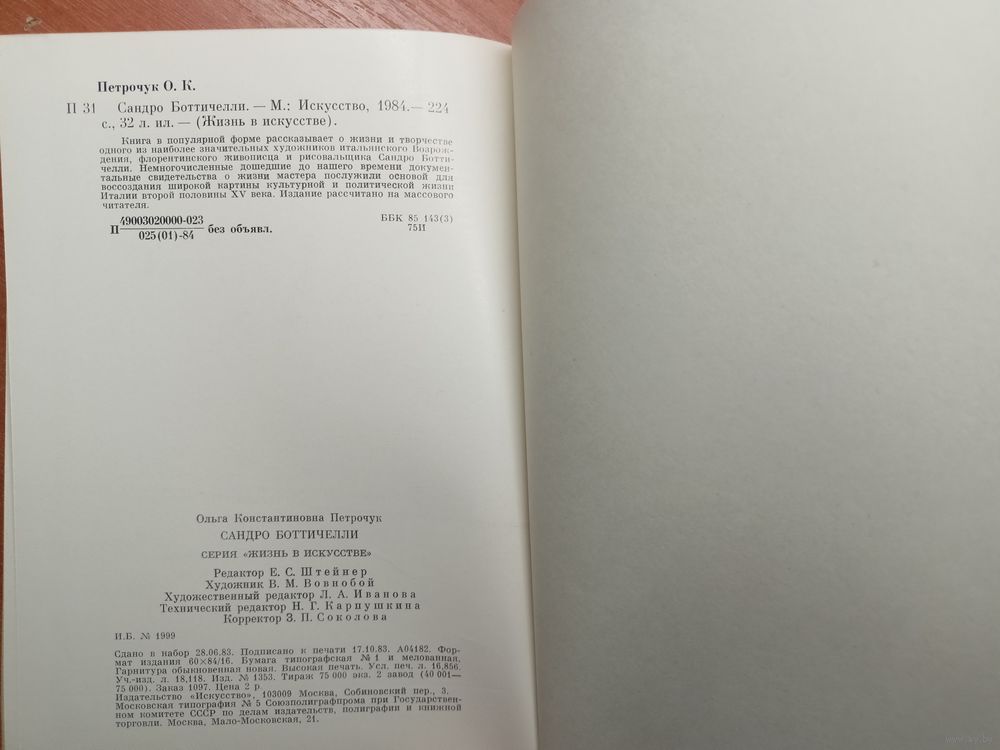 Петрочук О. К.
П 31 Сандро Боттичелли. — М.: Искусство, 1984. — 224
с., 32 л. ил. — (Жизнь в искусстве).
Книга в популярной форме рассказывает о жизни и творчестве
одного из наиболее значительных художников итальянского Возрож-
дения, флорентинского живописца и рисовальщика Сандро Ботти-
челли. Немногочисленные дошедшие до нашего времени докумен-
тальные свидетельства о жизни мастера послужили основой для
воссоздания широкой картины культурной и политической жизни
Италии второй половины XV века. Издание рассчитано на массового
читателя.
П 49003020000-023
025(01)-84 без объявл.
ББК 85 143(3)
75И
Ольга Константиновна Петрочук
САНДРО БОТТИЧЕЛЛИ
СЕРИЯ «ЖИЗНЬ В ИСКУССТВЕ»
Редактор Е. С. Штейнер
Художник В. М. Вовнобой
Художественный редактор Л. А. Иванова
Технический редактор Н. Г. Карпушкина
Корректор З. П. Соколова
И.Б. № 1999
Сдано в набор 28.06.83. Подписано к печати 17.10.83. А04182. Фор-
мат издания 60×84/16. Бумага типографская № 1 и мелованная.
Гарнитура обыкновенная новая. Высокая печать. Усл. печ. л. 16,856.
Уч.-изд. л. 18,118. Изд. № 1353. Тираж 75 000 экз. 2 завод (40 001—
75 000). Заказ 1097. Цена 2 р
Издательство «Искусство», 103009 Москва, Собиновский пер., 3.
Московская типография № 5 Союзполиграфпрома при Государствен-
ном комитете СССР по делам издательств, полиграфии и книжной
торговли. Москва, Мало-Московская, 21.